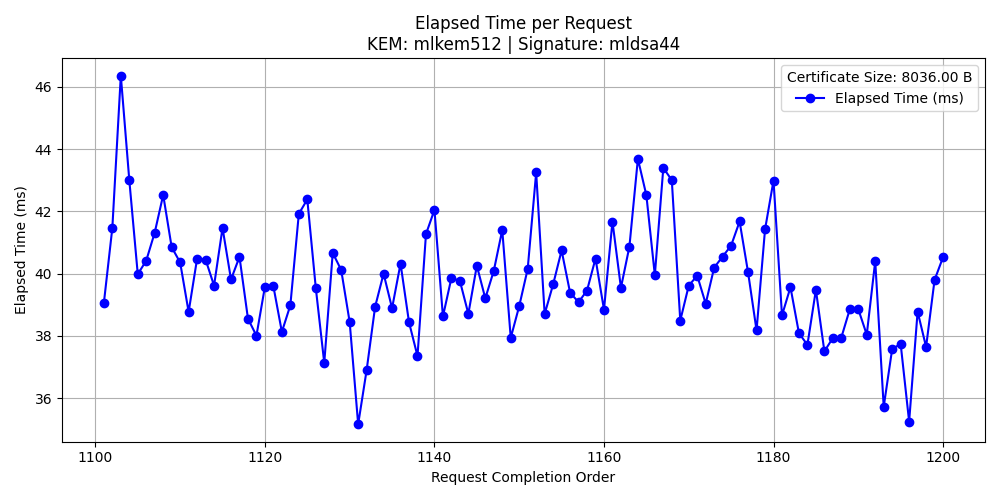 Elapsed Time per Request
KEM: mlkem512 | Signature: mldsa44
Certificate Size: 8036.00 B
Elapsed Time (ms)
46
44
42
40
38
36
Elapsed Time (ms)
1100
1120
1140
1160
1180
1200
Request Completion Order